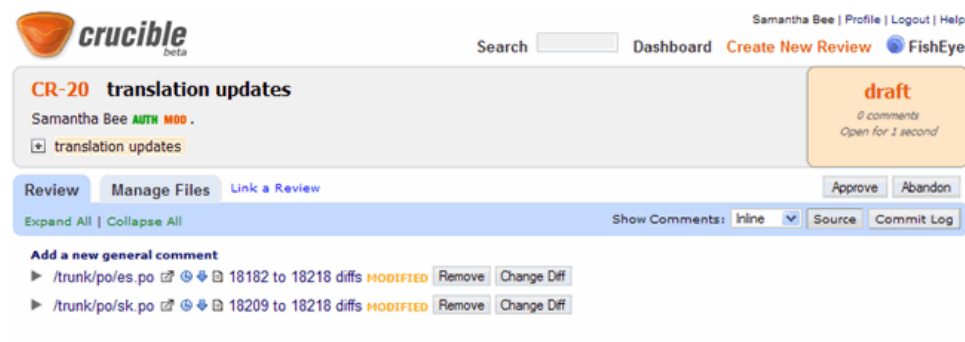 crucible
beta
Samantha Bee | Profile | Logout | Help
Search Dashboard Create New Review FishEye
CR-20 translation updates
Samantha Bee AUTH MOD .
translation updates
draft
0 comments
Open for 1 second
Review Manage Files Link a Review
Approve Abandon
Expand All | Collapse All
Show Comments: Inline Source Commit Log
Add a new general comment
/trunk/po/es.po 18182 to 18218 diffs MODIFIED Remove Change Diff
/trunk/po/sk.po 18209 to 18218 diffs MODIFIED Remove Change Diff